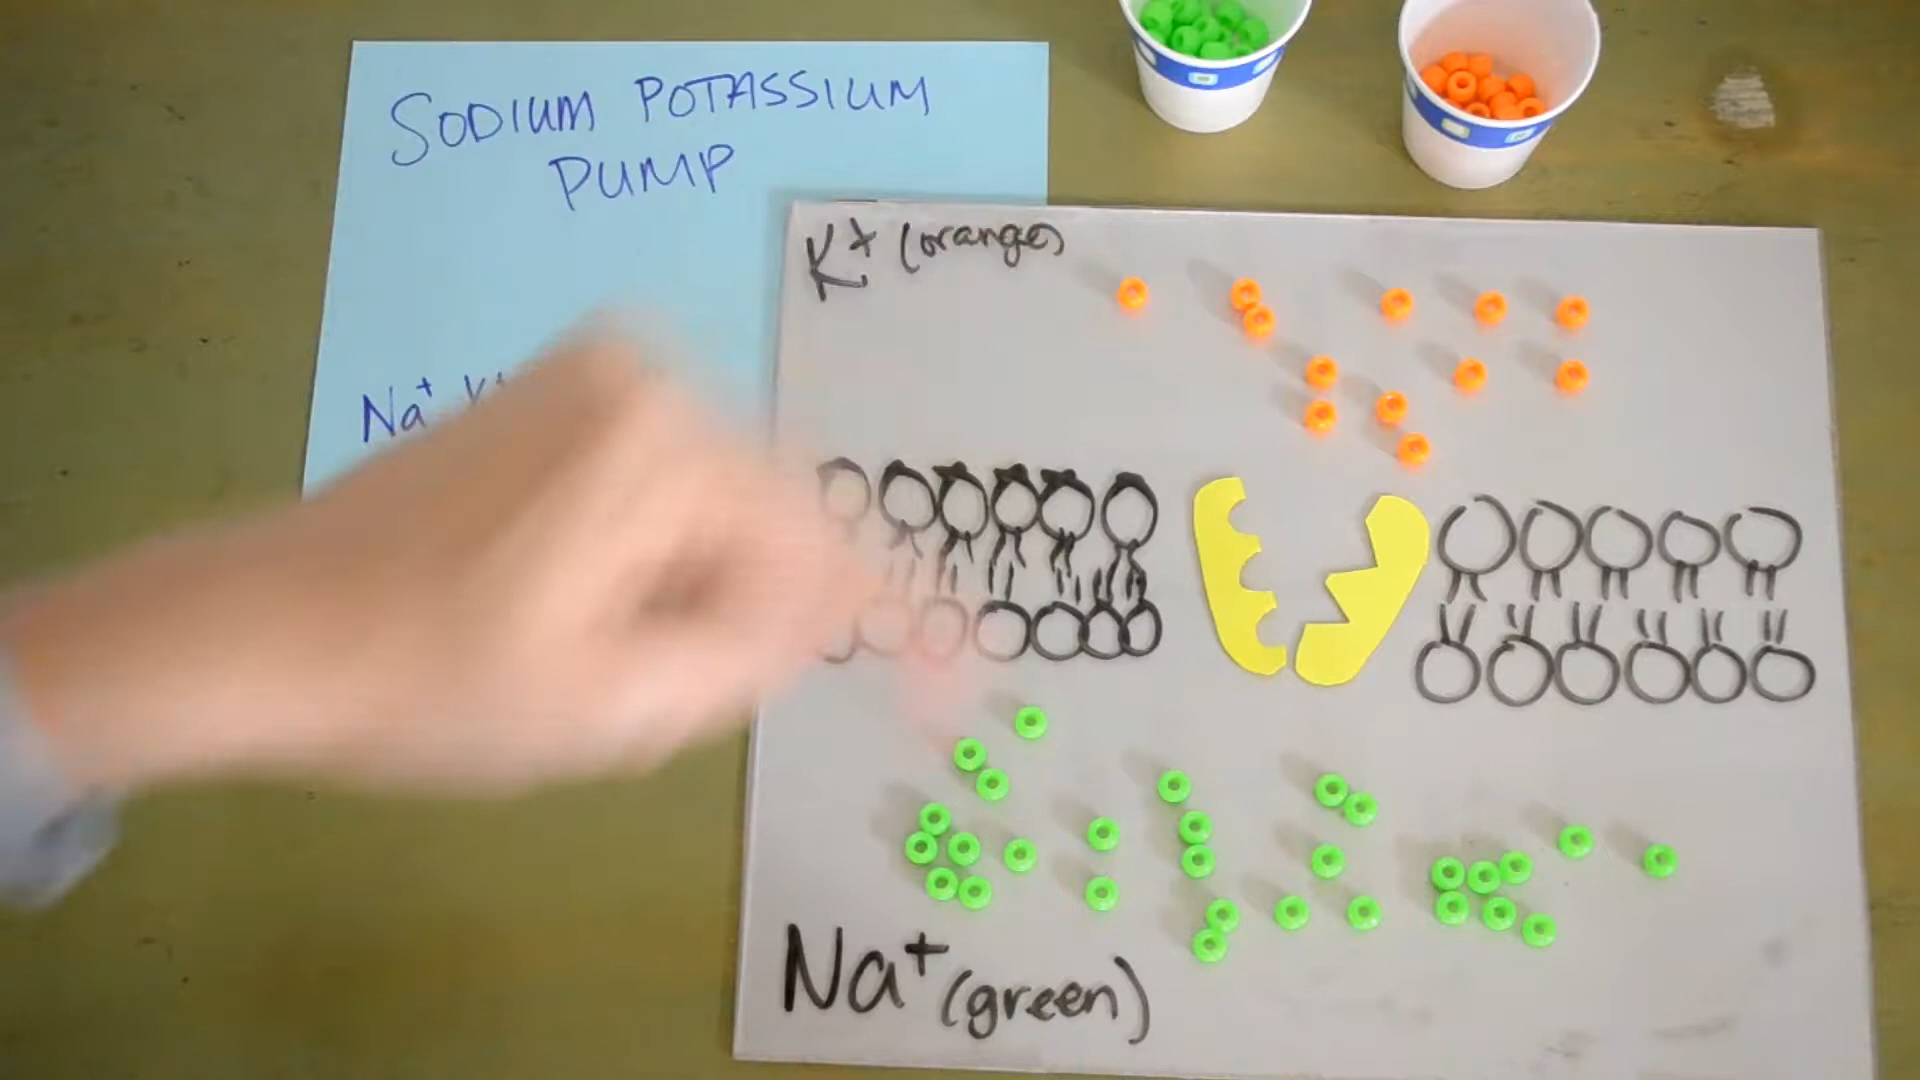 SODIUM POTASSIUM
PUMP
Na+ K+
K+ (orange)
Na+ (green)